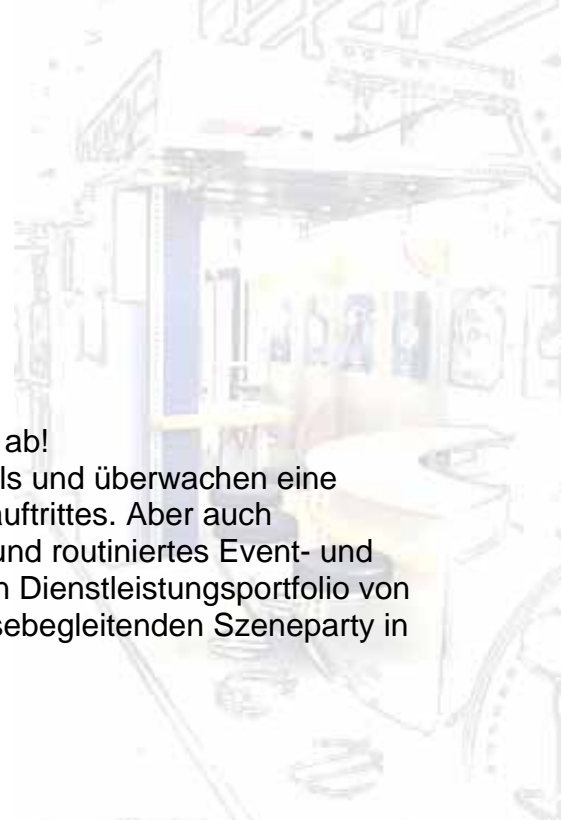 ab!
ls und überwachen eine
auftrittes. Aber auch
und routiniertes Event- und
n Dienstleistungsportfolio von
sebegleitenden Szeneparty in